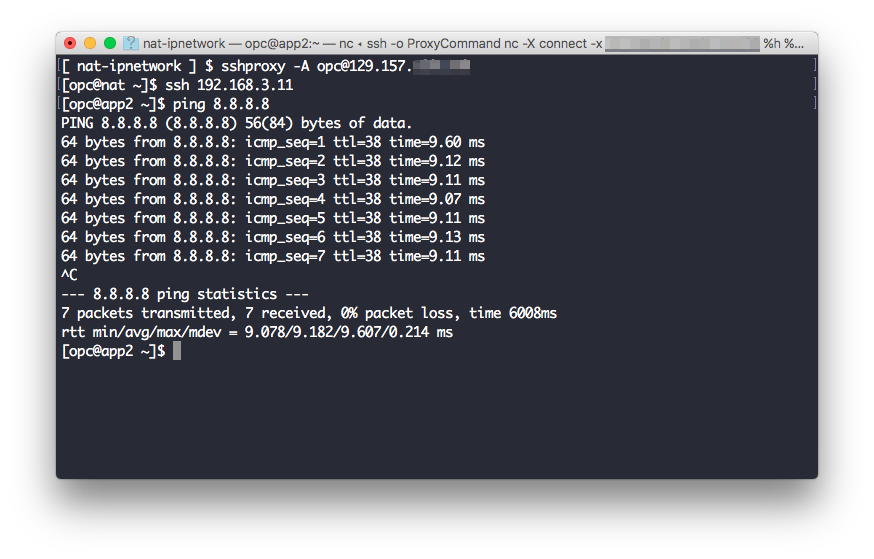 nat-ipnetwork — opc@app2:~ — nc ◂ ssh -o ProxyCommand nc -X connect -x %h %...
[ nat-ipnetwork ] $ sshproxy -A opc@129.157.
[opc@nat ~]$ ssh 192.168.3.11
[opc@app2 ~]$ ping 8.8.8.8
PING 8.8.8.8 (8.8.8.8) 56(84) bytes of data.
64 bytes from 8.8.8.8: icmp_seq=1 ttl=38 time=9.60 ms
64 bytes from 8.8.8.8: icmp_seq=2 ttl=38 time=9.12 ms
64 bytes from 8.8.8.8: icmp_seq=3 ttl=38 time=9.11 ms
64 bytes from 8.8.8.8: icmp_seq=4 ttl=38 time=9.07 ms
64 bytes from 8.8.8.8: icmp_seq=5 ttl=38 time=9.11 ms
64 bytes from 8.8.8.8: icmp_seq=6 ttl=38 time=9.13 ms
64 bytes from 8.8.8.8: icmp_seq=7 ttl=38 time=9.11 ms
^C
--- 8.8.8.8 ping statistics ---
7 packets transmitted, 7 received, 0% packet loss, time 6008ms
rtt min/avg/max/mdev = 9.078/9.182/9.607/0.214 ms
[opc@app2 ~]$